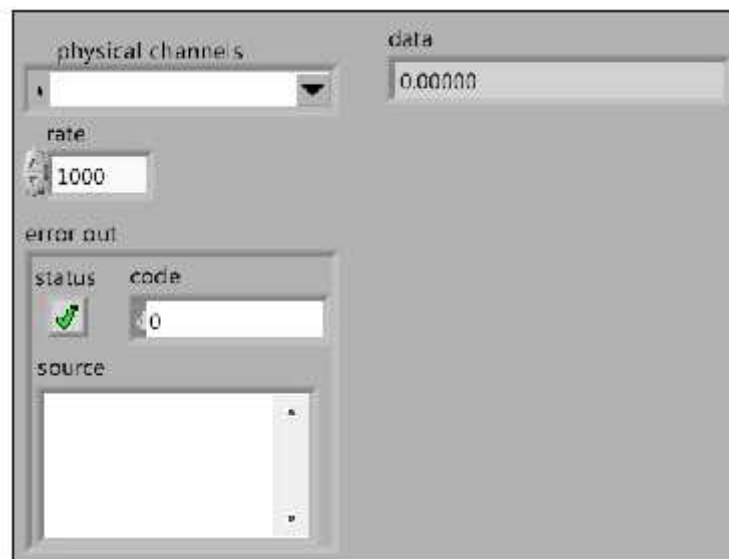 physical channels
data
0.00000
rate
1000
error out
status
code
0
source